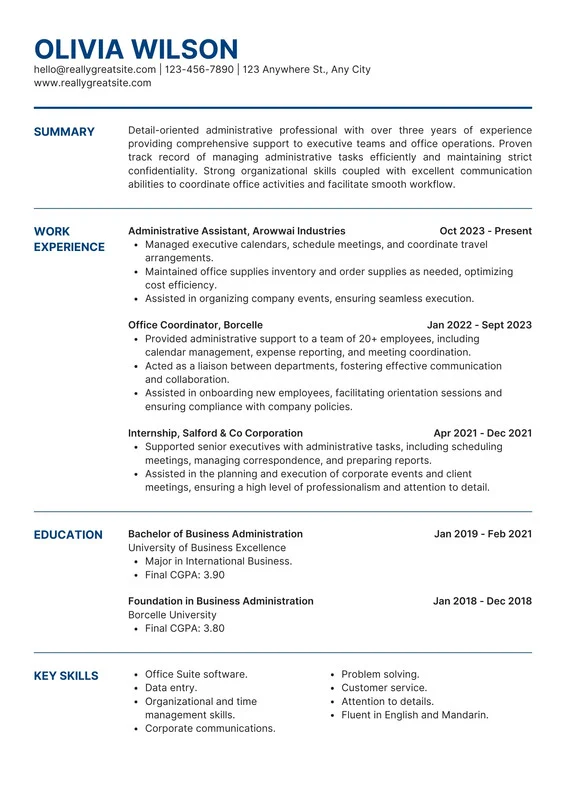 OLIVIA WILSON
hello@reallygreatsite.com | 123-456-7890 | 123 Anywhere St., Any City
www.reallygreatsite.com
SUMMARY
Detail-oriented administrative professional with over three years of experience
providing comprehensive support to executive teams and office operations. Proven
track record of managing administrative tasks efficiently and maintaining strict
confidentiality. Strong organizational skills coupled with excellent communication
abilities to coordinate office activities and facilitate smooth workflow.
WORK
EXPERIENCE
Administrative Assistant, Arowwai Industries Oct 2023 - Present
• Managed executive calendars, schedule meetings, and coordinate travel
arrangements.
• Maintained office supplies inventory and order supplies as needed, optimizing
cost efficiency.
• Assisted in organizing company events, ensuring seamless execution.
Office Coordinator, Borcelle Jan 2022 - Sept 2023
• Provided administrative support to a team of 20+ employees, including
calendar management, expense reporting, and meeting coordination.
• Acted as a liaison between departments, fostering effective communication
and collaboration.
• Assisted in onboarding new employees, facilitating orientation sessions and
ensuring compliance with company policies.
Internship, Salford & Co Corporation Apr 2021 - Dec 2021
• Supported senior executives with administrative tasks, including scheduling
meetings, managing correspondence, and preparing reports.
• Assisted in the planning and execution of corporate events and client
meetings, ensuring a high level of professionalism and attention to detail.
EDUCATION
Bachelor of Business Administration Jan 2019 - Feb 2021
University of Business Excellence
• Major in International Business.
• Final CGPA: 3.90
Foundation in Business Administration Jan 2018 - Dec 2018
Borcelle University
• Final CGPA: 3.80
KEY SKILLS
• Office Suite software.
• Data entry.
• Organizational and time
management skills.
• Corporate communications.
• Problem solving.
• Customer service.
• Attention to details.
• Fluent in English and Mandarin.